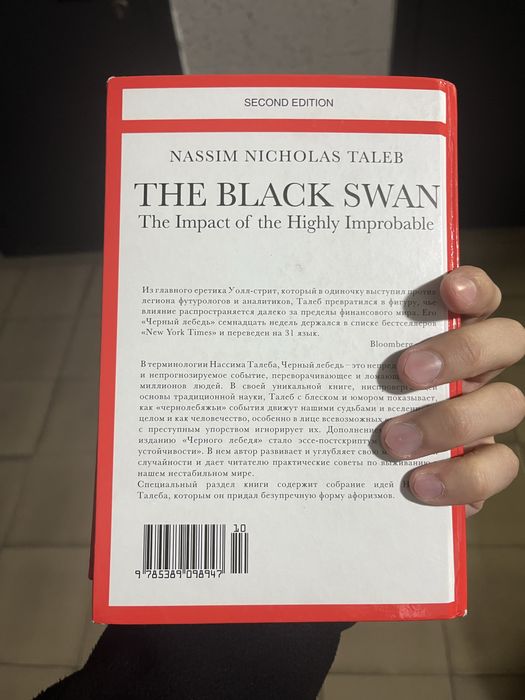 SECOND EDITION
NASSIM NICHOLAS TALEB
THE BLACK SWAN
The Impact of the Highly Improbable
Из главного еретика Уолл-стрит, который в одиночку выступил против
легиона футурологов и аналитиков, Талеб превратился в фигуру, чье
влияние распространяется далеко за пределы финансового мира. Его
«Черный лебедь» семнадцать недель держался в списке бестселлеров
«New York Times» и переведен на 31 язык.
Bloomberg
В терминологии Нассима Талеба, Черный лебедь – это
и непрогнозируемое событие, переворачивающее и
миллионов людей. В своей уникальной книге,
основы традиционной науки, Талеб с блеском и юмором показывает,
как «чернолебяжьи» события движут нашими судьбами и
целом и как человечество, особенно в лице всевозможных
с преступным упорством игнорирует их.
изданию «Черного лебедя» стало
устойчивости». В нем автор развивает и углубляет
случайности и дает читателю практические советы по выживанию
нашем нестабильном мире.
Специальный раздел книги содержит собрание идей
Талеба, которым он придал безупречную форму афоризмов.
10
9 785389 098947